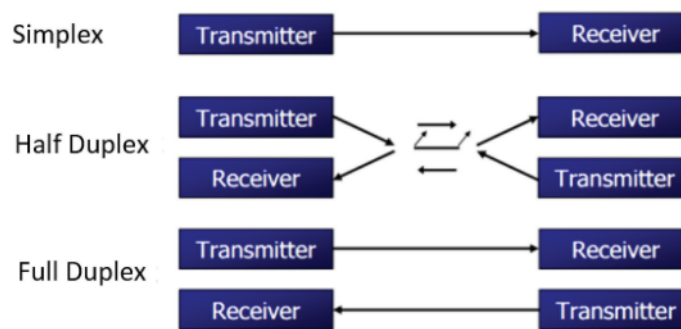 Simplex Transmitter Receiver
Transmitter Receiver
Half Duplex
Receiver Transmitter
Transmitter Receiver
Full Duplex
Receiver Transmitter